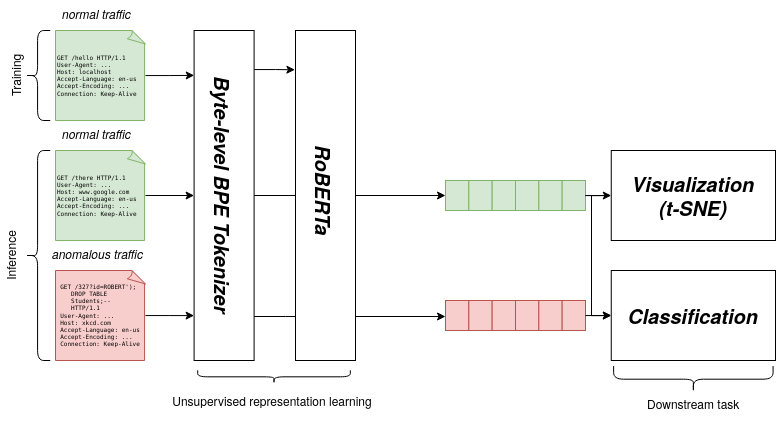 normal traffic
Training
GET /hello HTTP/1.1
User-Agent: ...
Host: localhost
Accept-Language: en-us
Accept-Encoding: ...
Connection: Keep-Alive
normal traffic
Inference
GET /there HTTP/1.1
User-Agent: ...
Host: www.google.com
Accept-Language: en-us
Accept-Encoding: ...
Connection: Keep-Alive
anomalous traffic
GET /327?id=ROBERT');
DROP TABLE
Students;--
HTTP/1.1
User-Agent: ...
Host: xkcd.com
Accept-Language: en-us
Accept-Encoding: ...
Connection: Keep-Alive
Byte-level BPE Tokenizer
RoBERTa
Unsupervised representation learning
Visualization
(t-SNE)
Classification
Downstream task